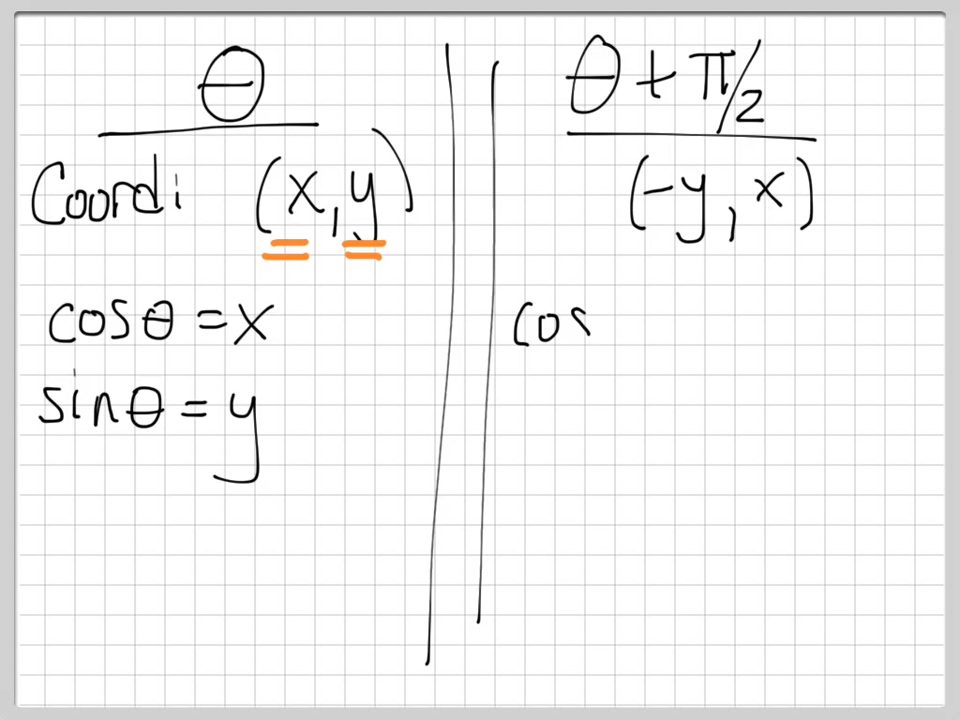 θ
Coordi (x, y)
cosθ = x
sinθ = y
θ + π/2
(-y, x)
cos